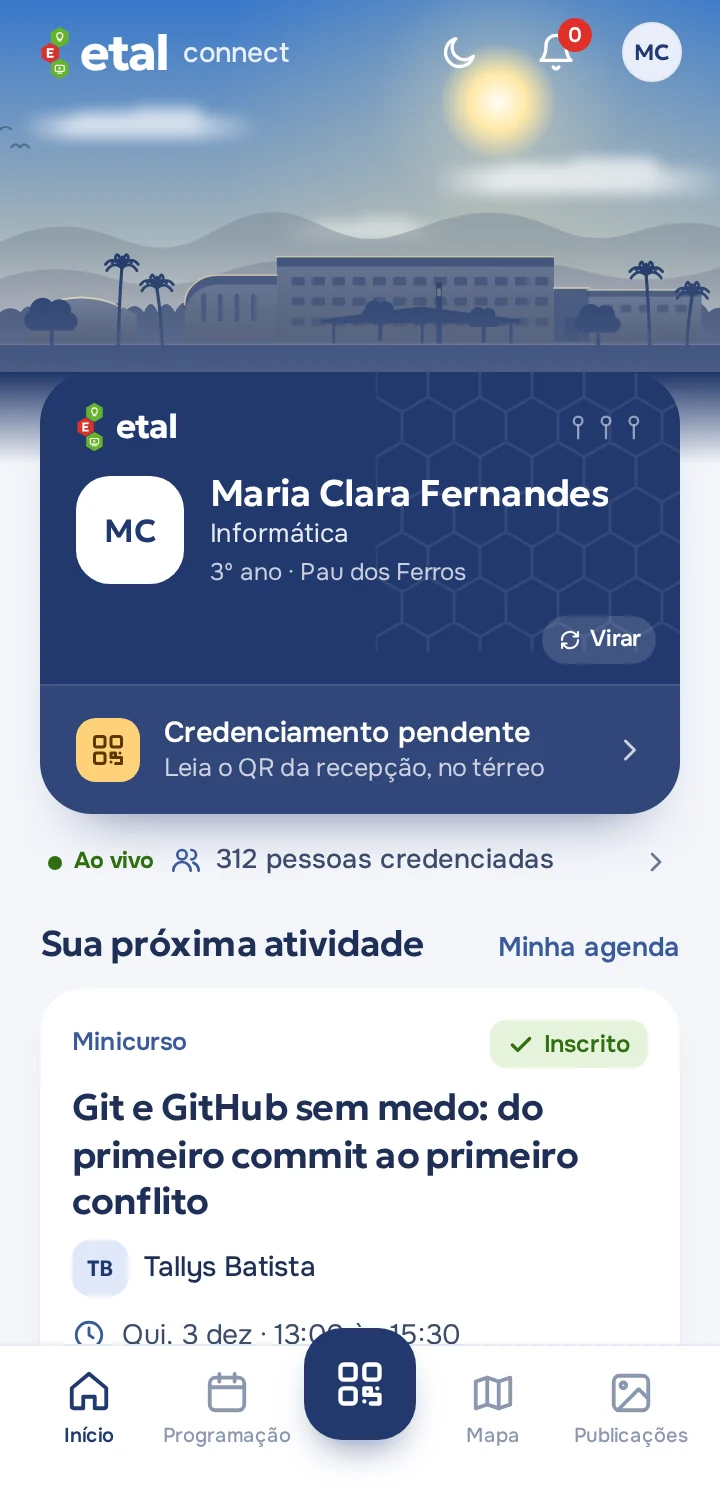 etal connect
0
MC
E
E
etal
MC
Maria Clara Fernandes
Informática
3º ano · Pau dos Ferros
Virar
Credenciamento pendente
Leia o QR da recepção, no térreo
Ao vivo
312 pessoas credenciadas
Sua próxima atividade
Minha agenda
Minicurso
Inscrito
Git e GitHub sem medo: do
primeiro commit ao primeiro
conflito
TB
Tallys Batista
Qui, 3 dez · 13:00 15:30
Início
Programação
Mapa
Publicações